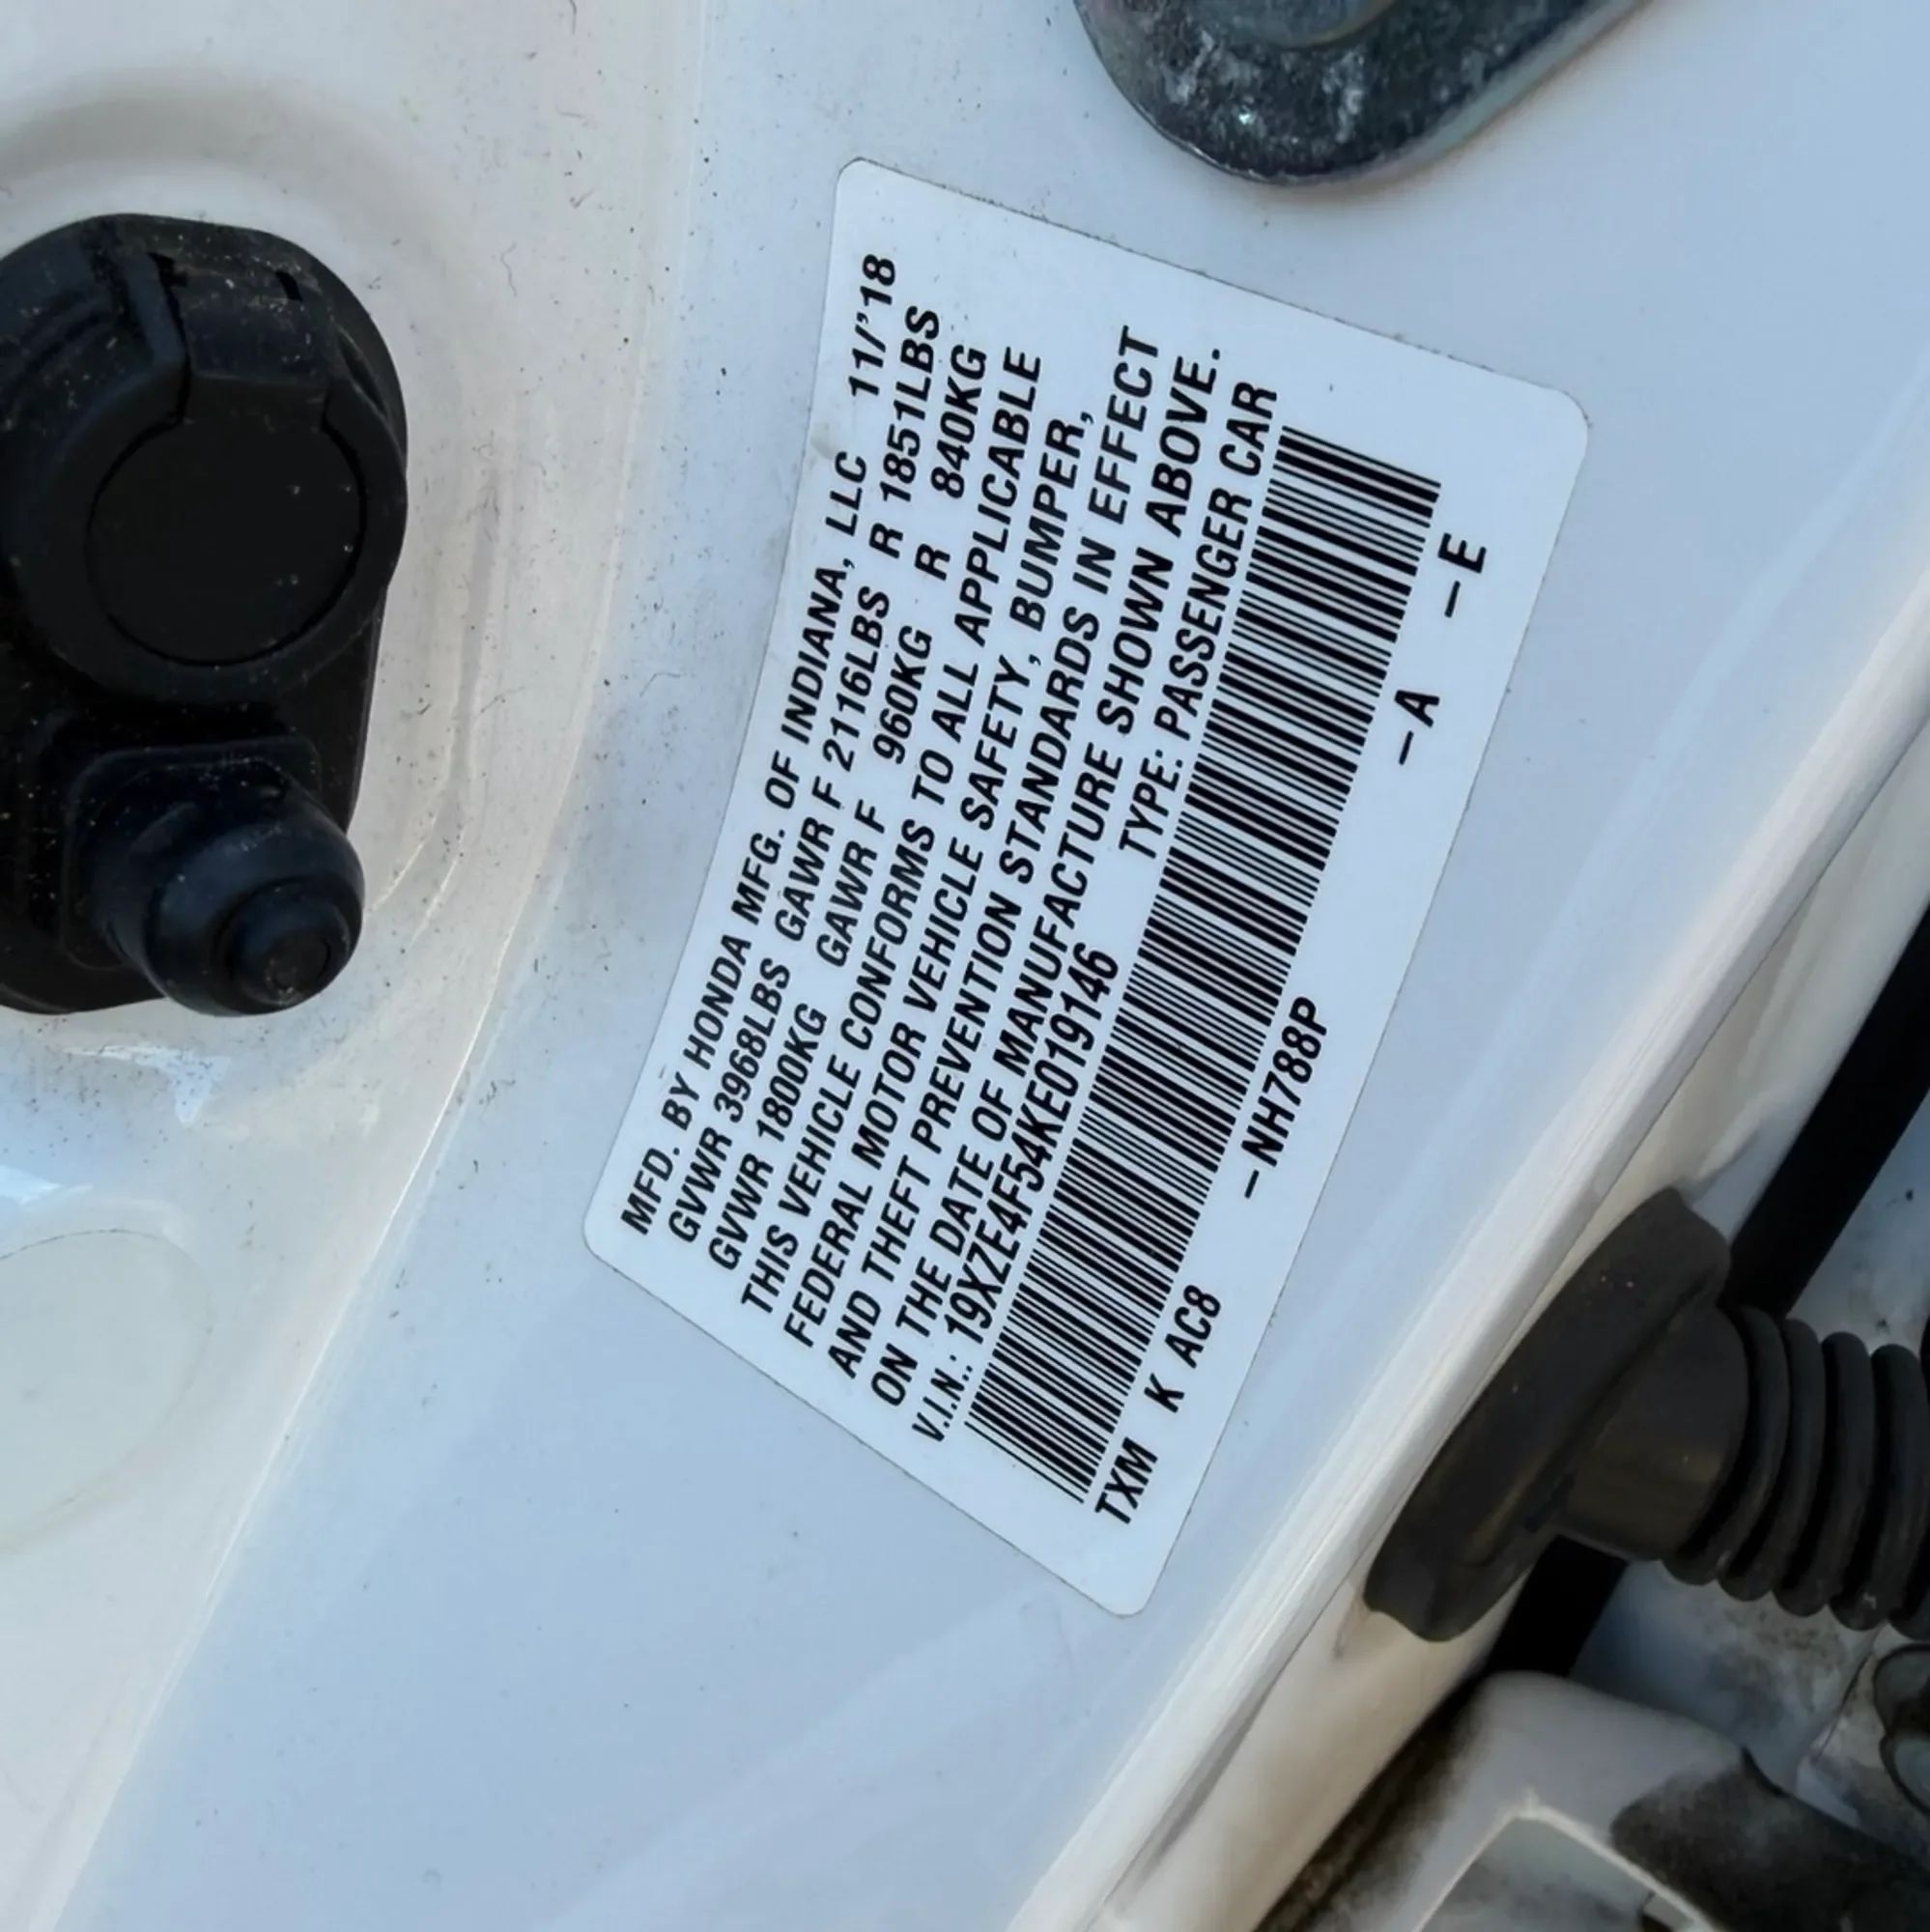 MFD. BY HONDA MFG. OF INDIANA, LLC 11/'18
GVWR 3968LBS GAWR F 2116LBS R 1851LBS
GVWR 1800KG GAWR F 960KG R 840KG
THIS VEHICLE CONFORMS TO ALL APPLICABLE
FEDERAL MOTOR VEHICLE SAFETY, BUMPER,
AND THEFT PREVENTION STANDARDS IN EFFECT
ON THE DATE OF MANUFACTURE SHOWN ABOVE.
V.I.N.: 19XZE4F54KE019146 TYPE: PASSENGER CAR
TXM K AC8 –NH788P –A –E